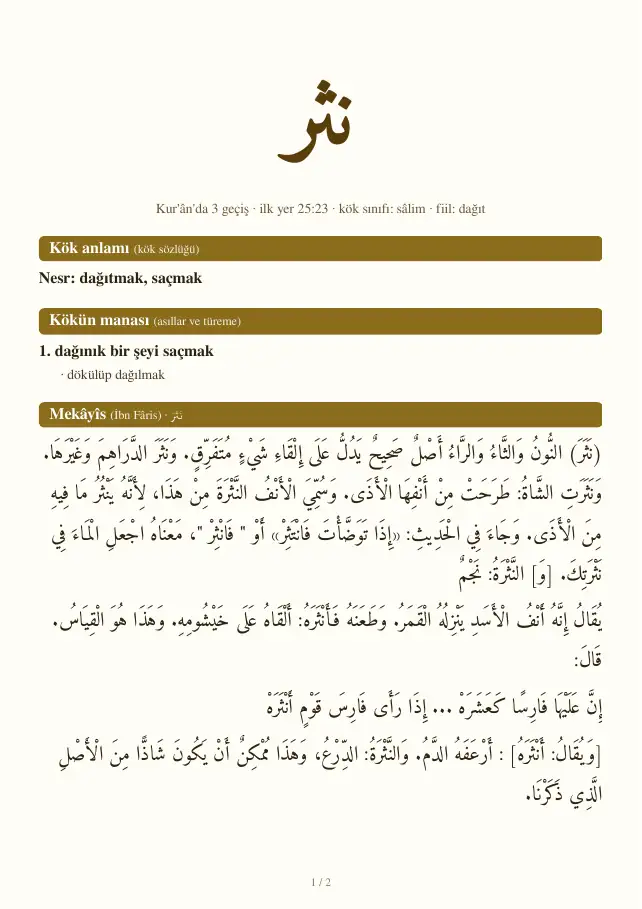 نثر
Kur'ân'da 3 geçiş · ilk yer 25:23 · kök sınıfı: sâlim · fiil: dağıt
Kök anlamı (kök sözlüğü)
Nesr: dağıtmak, saçmak
Kökün manası (asıllar ve türeme)
1. dağınık bir şeyi saçmak
· dökülüp dağılmak
Mekâyîs (İbn Fâris) · نَثَرَ
(نَثَرَ) النُّونُ وَالثَّاءُ وَالرَّاءُ أَصْلٌ صَحِيحٌ يَدُلُّ عَلَى إِلْقَاءِ شَيْءٍ مُتَفَرِّقٍ. وَنَثَرَ الدَّرَاهِمَ وَغَيْرَهَا.
وَنَثَرَتِ الشَّاةُ: طَرَحَتْ مِنْ أَنْفِهَا الْأَذَى. وَسُمِّيَ الْأَنْفُ النَّثْرَةَ مِنْ هَذَا، لِأَنَّهُ يَنْثُرُ مَا فِيهِ
مِنَ الْأَذَى. وَجَاءَ فِي الْحَدِيثِ: «إِذَا تَوَضَّأْتَ فَانْتَثِرْ» أَوْ " فَانْثِرْ "، مَعْنَاهُ اجْعَلِ الْمَاءَ فِي
نَثْرَتِكَ. [وَ] النَّثْرَةُ: نَجْمٌ
يُقَالُ إِنَّهُ أَنْفُ الْأَسَدِ يَنْزِلُهُ الْقَمَرُ. وَطَعَنَهُ فَأَنْثَرَهُ: أَلْقَاهُ عَلَى خَيْشُومِهِ. وَهَذَا هُوَ الْقِيَاسُ.
قَالَ:
إِنَّ عَلَيْهَا فَارِسًا كَعَشَرَهْ ... إِذَا رَأَى فَارِسَ قَوْمٍ أَنْثَرَهْ
[وَيُقَالُ: أَنْثَرَهُ] : أَرْعَفَهُ الدَّمُ. وَالنَّثْرَةُ: الدِّرْعُ، وَهَذَا مُمْكِنٌ أَنْ يَكُونَ شَاذًّا مِنَ الْأَصْلِ
الَّذِي ذَكَرْنَا.
1 / 2